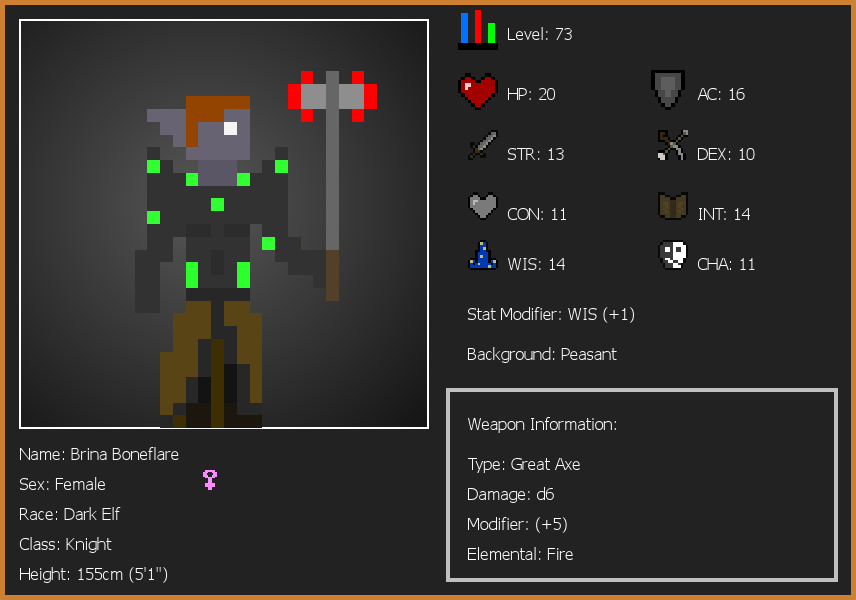 Level: 73
HP: 20
AC: 16
STR: 13
DEX: 10
CON: 11
INT: 14
WIS: 14
CHA: 11
Stat Modifier: WIS (+1)
Background: Peasant
Weapon Information:
Type: Great Axe
Damage: d6
Modifier: (+5)
Elemental: Fire
Name: Brina Boneflare
Sex: Female
Race: Dark Elf
Class: Knight
Height: 155cm (5'1")